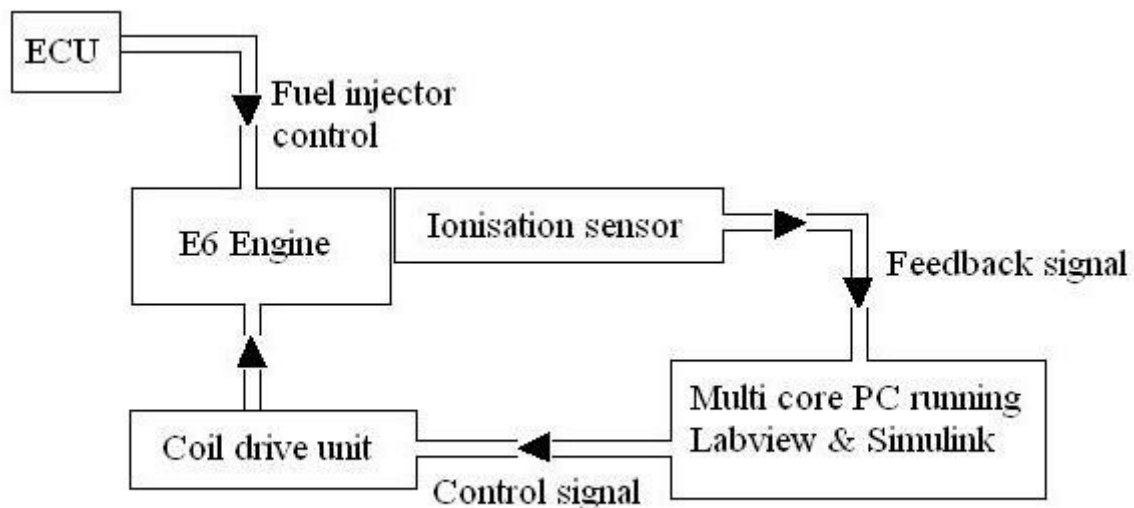 ECU
Fuel injector
control
E6 Engine
Ionisation sensor
Feedback signal
Multi core PC running
Labview & Simulink
Coil drive unit
Control signal